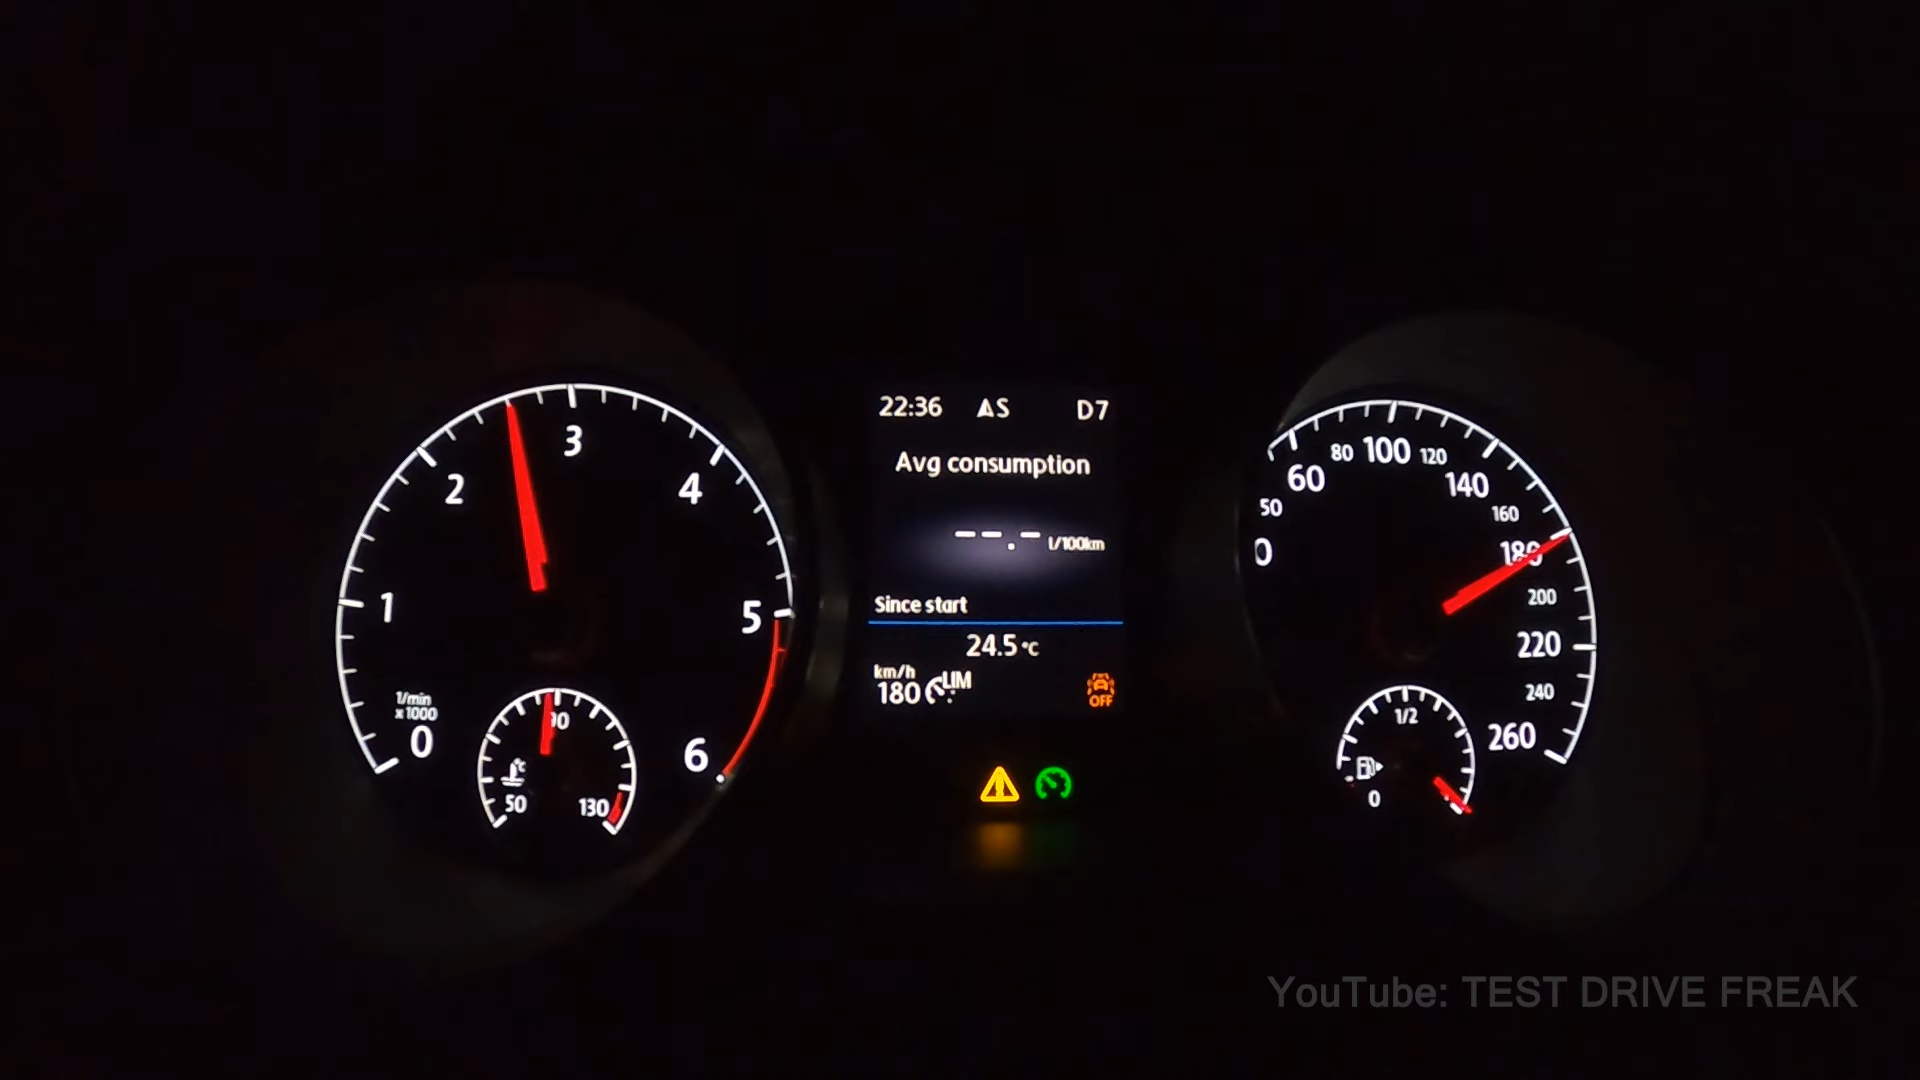 22:36 AS D7
Avg consumption
--.- l/100km
Since start
24.5 °C
km/h
180 LIM
OFF
0
1
2
3
4
5
6
1/min
x1000
50
90
130
°C
0
50
60
80
100
120
140
160
180
200
220
240
260
1/2
0
YouTube: TEST DRIVE FREAK